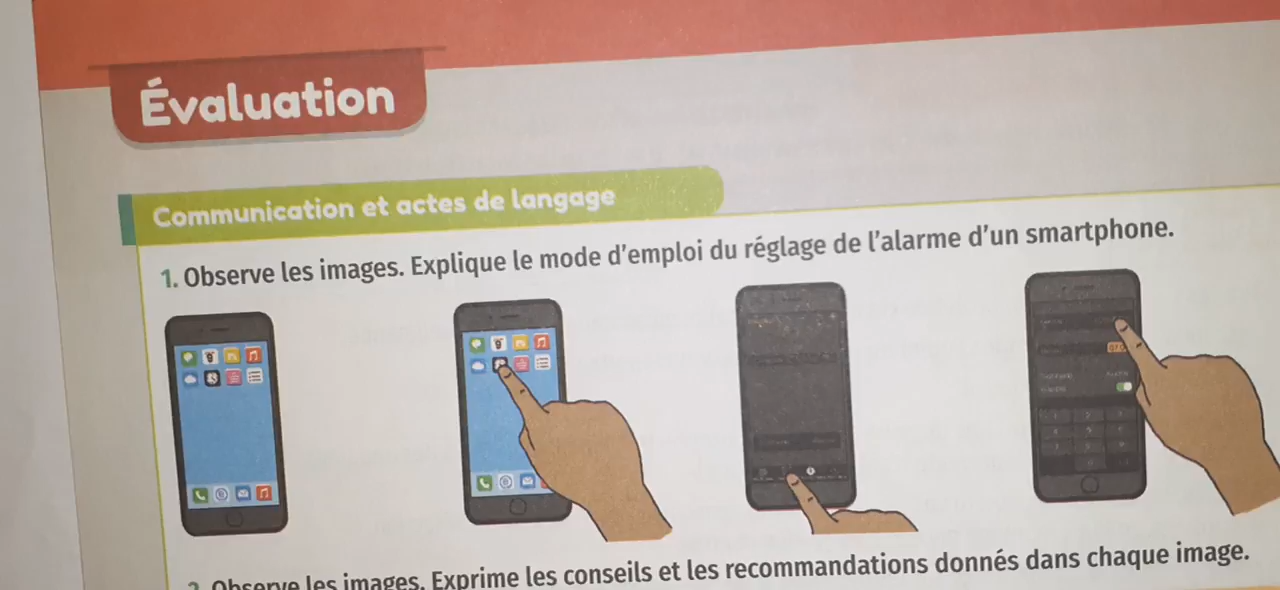 Évaluation
Communication et actes de langage
1. Observe les images. Explique le mode d'emploi du réglage de l'alarme d'un smartphone.
Observe les images. Exprime les conseils et les recommandations donnés dans chaque image.